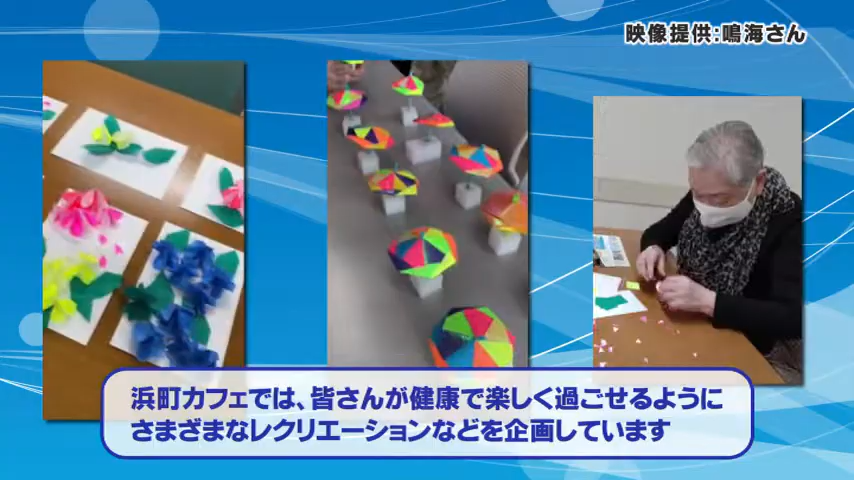 映像提供:鳴海さん
浜町カフェでは、皆さんが健康で楽しく過ごせるように
さまざまなレクリエーションなどを企画しています